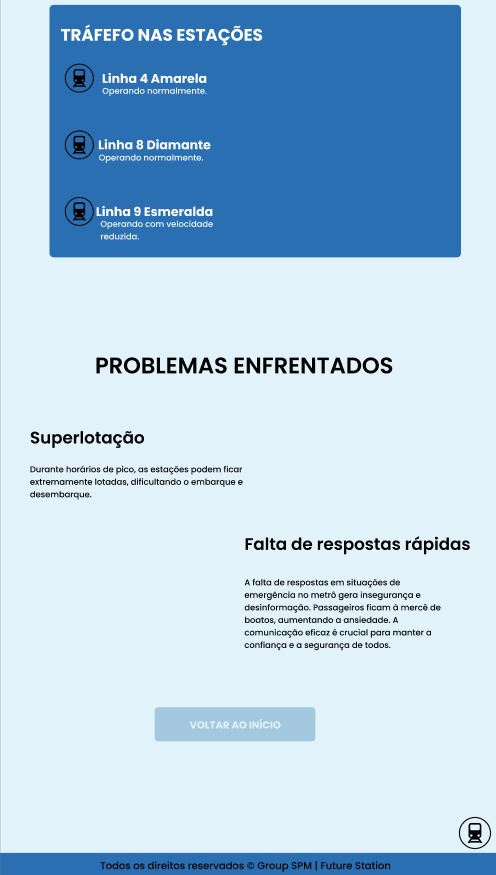 TRÁFEFO NAS ESTAÇÕES
Linha 4 Amarela
Operando normalmente.
Linha 8 Diamante
Operando normalmente.
Linha 9 Esmeralda
Operando com velocidade
reduzida.
PROBLEMAS ENFRENTADOS
Superlotação
Durante horários de pico, as estações podem ficar
extremamente lotadas, dificultando o embarque e
desembarque.
Falta de respostas rápidas
A falta de respostas em situações de
emergência no metrô gera insegurança e
desinformação. Passageiros ficam à mercê de
boatos, aumentando a ansiedade. A
comunicação eficaz é crucial para manter a
confiança e a segurança de todos.
VOLTAR AO INÍCIO
Todos os direitos reservados © Group SPM | Future Station